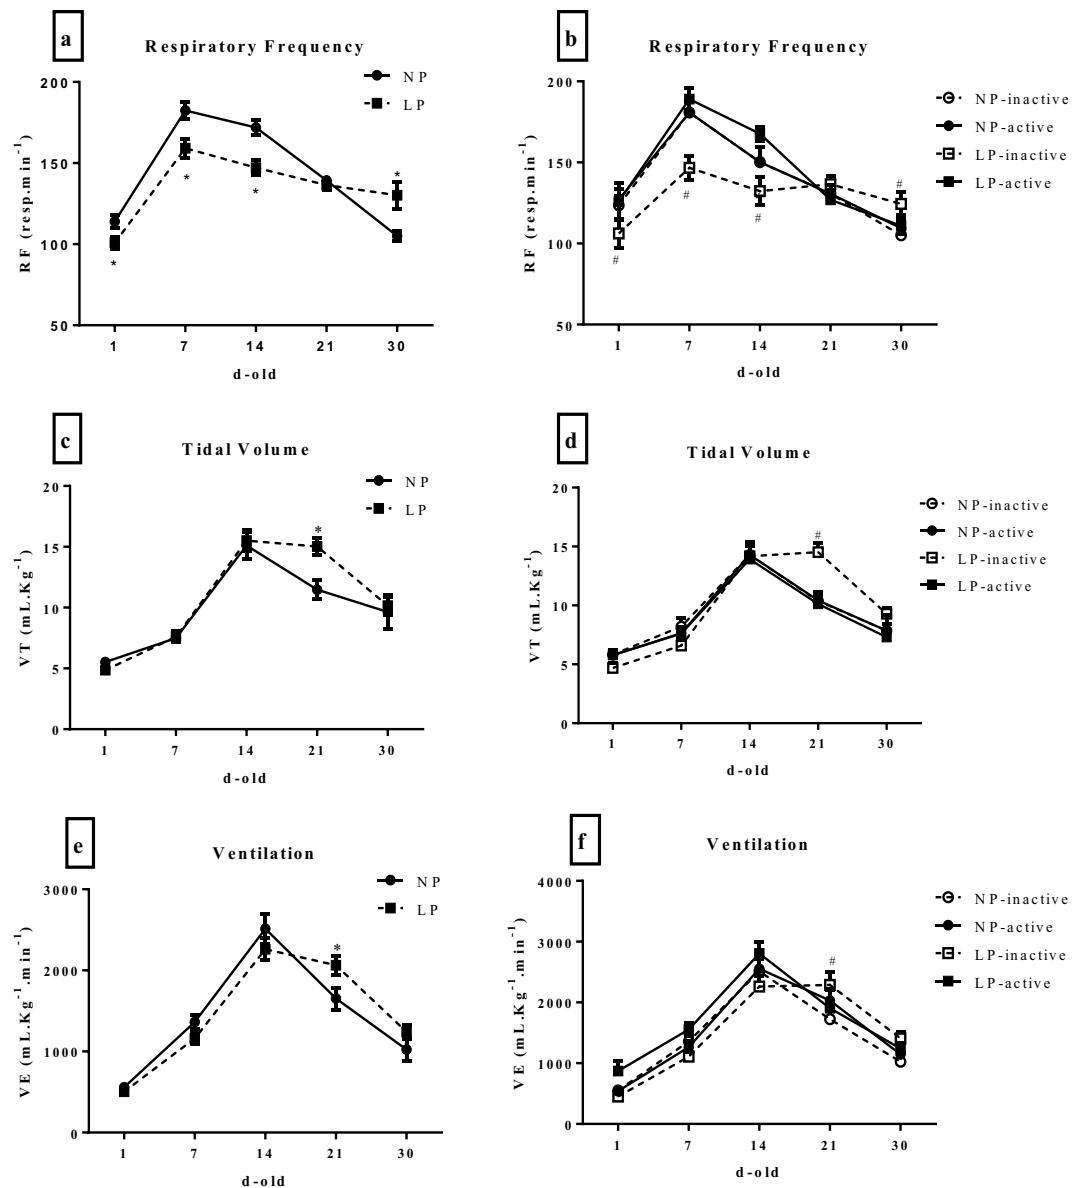 a
Respiratory Frequency
NP
LP
RF (resp.min-1)
200
150
100
50
*
*
*
*
1 7 14 21 30
d-old
b
Respiratory Frequency
NP-inactive
NP-active
LP-inactive
LP-active
RF (resp.min-1)
200
150
100
50
#
#
#
#
1 7 14 21 30
d-old
c
Tidal Volume
NP
LP
VT (mL.Kg-1)
20
15
10
5
0
*
1 7 14 21 30
d-old
d
Tidal Volume
NP-inactive
NP-active
LP-inactive
LP-active
VT (mL.Kg-1)
20
15
10
5
0
#
1 7 14 21 30
d-old
e
Ventilation
NP
LP
VE (mL.Kg-1.min-1)
3000
2000
1000
0
*
1 7 14 21 30
d-old
f
Ventilation
NP-inactive
NP-active
LP-inactive
LP-active
VE (mL.Kg-1.min-1)
4000
3000
2000
1000
0
#
1 7 14 21 30
d-old